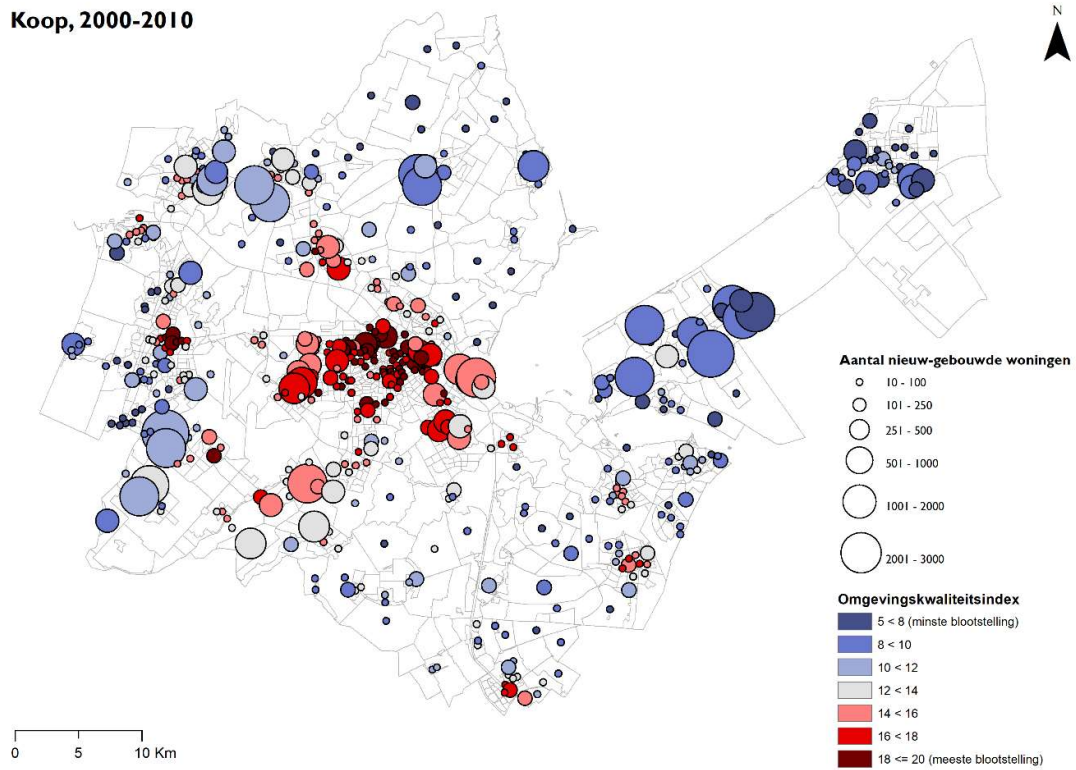 Koop, 2000-2010
N
Aantal nieuw-gebouwde woningen
10 - 100
101 - 250
251 - 500
501 - 1000
1001 - 2000
2001 - 3000
Omgevingskwaliteitsindex
5 < 8 (minste blootstelling)
8 < 10
10 < 12
12 < 14
14 < 16
16 < 18
18 <= 20 (meeste blootstelling)
0 5 10 Km